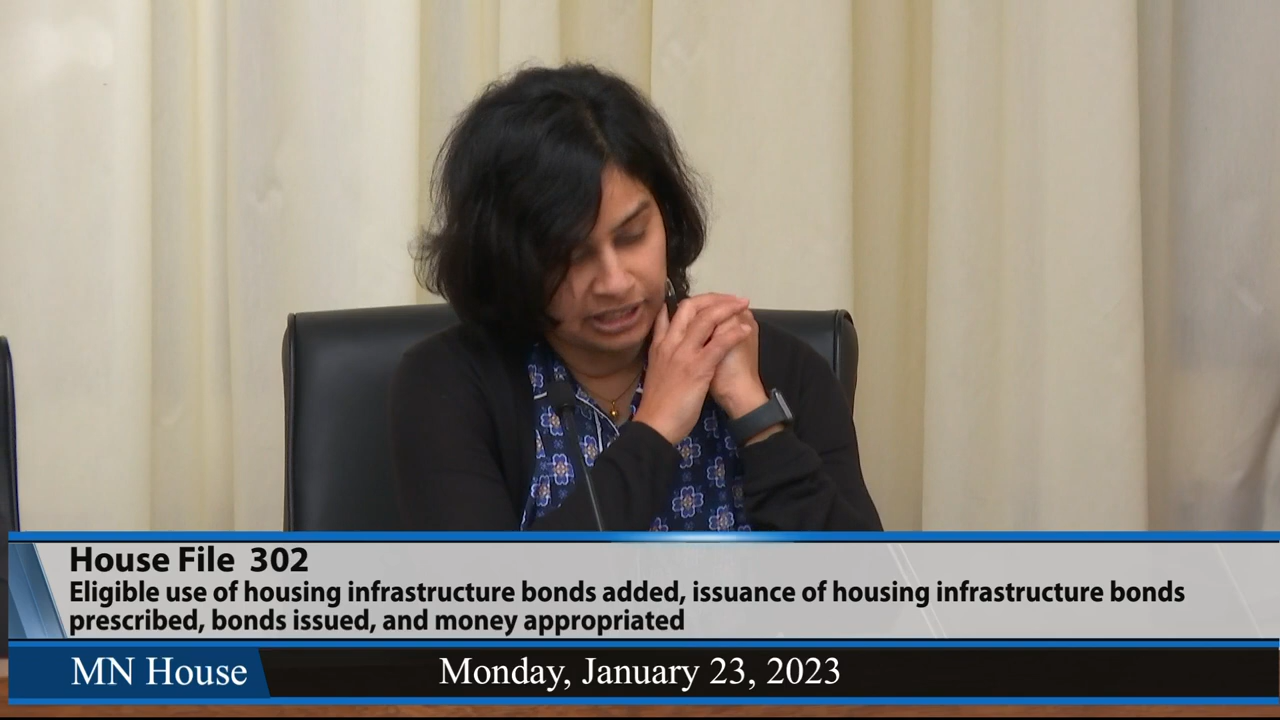 House File 302
Eligible use of housing infrastructure bonds added, issuance of housing infrastructure bonds
prescribed, bonds issued, and money appropriated
MN House
Monday, January 23, 2023